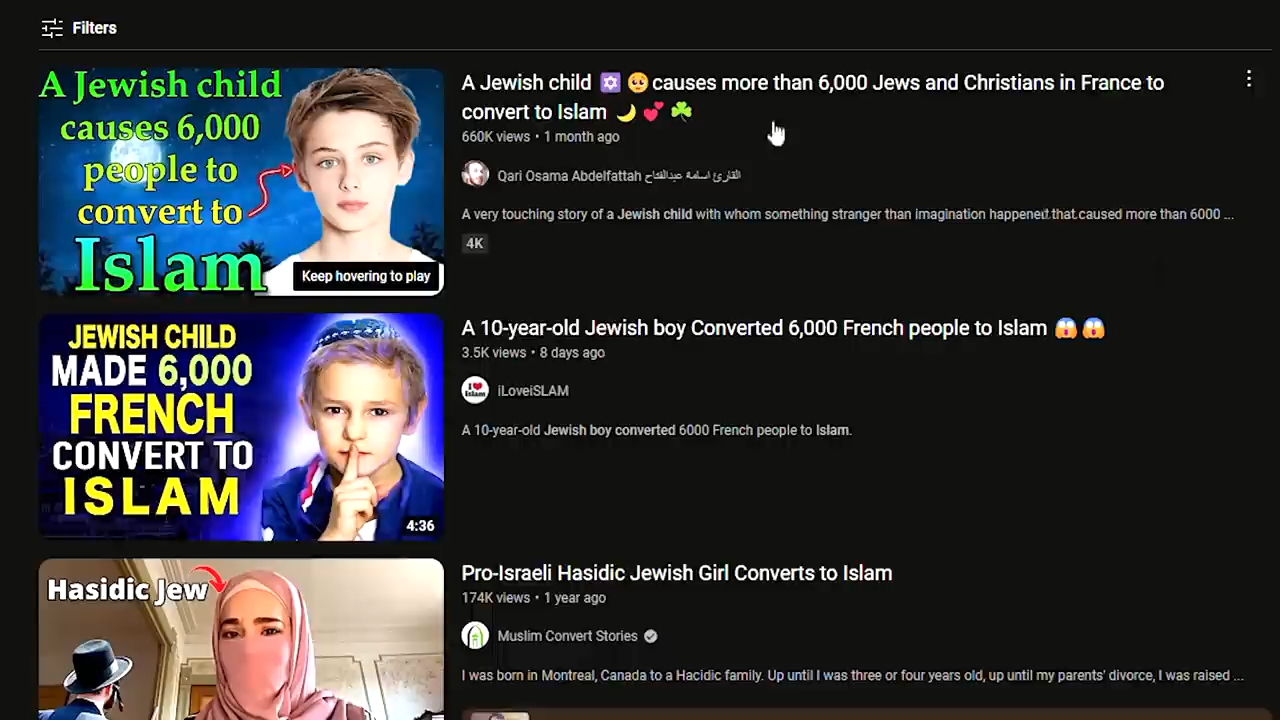 Filters
A Jewish child
causes 6,000
people to
convert to
Islam
Keep hovering to play
A Jewish child ✡️ 🥺 causes more than 6,000 Jews and Christians in France to
convert to Islam 🌙 💕 ☘️
660K views • 1 month ago
Qari Osama Abdelfattah القارئ اسامة عبدالفتاح
A very touching story of a Jewish child with whom something stranger than imagination happened that caused more than 6000 ...
4K
JEWISH CHILD
MADE 6,000
FRENCH
CONVERT TO
ISLAM
4:36
A 10-year-old Jewish boy Converted 6,000 French people to Islam 😱 😱
3.5K views • 8 days ago
I ❤ Islam
iLoveiSLAM
A 10-year-old Jewish boy converted 6000 French people to Islam.
Hasidic Jew
Pro-Israeli Hasidic Jewish Girl Converts to Islam
174K views • 1 year ago
Muslim Convert Stories
I was born in Montreal, Canada to a Hacidic family. Up until I was three or four years old, up until my parents' divorce, I was raised ...